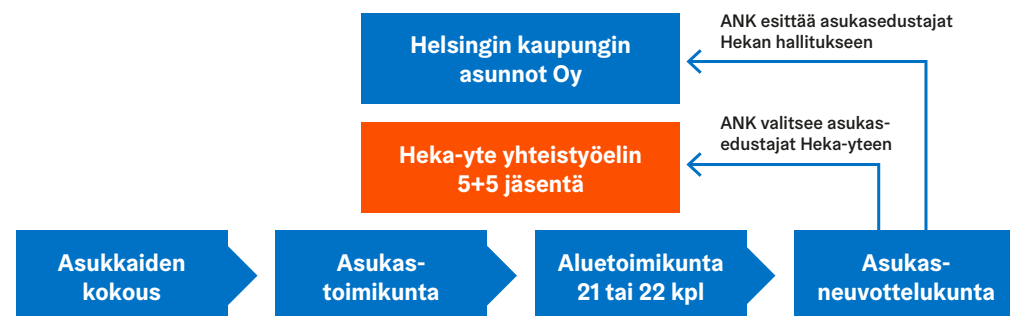 Helsingin kaupungin
asunnot Oy
ANK esittää asukasedustajat
Hekan hallitukseen
Heka-yte yhteistyöelin
5+5 jäsentä
ANK valitsee asukas-
edustajat Heka-yteen
Asukkaiden
kokous
Asukas-
toimikunta
Aluetoimikunta
21 tai 22 kpl
Asukas-
neuvottelukunta